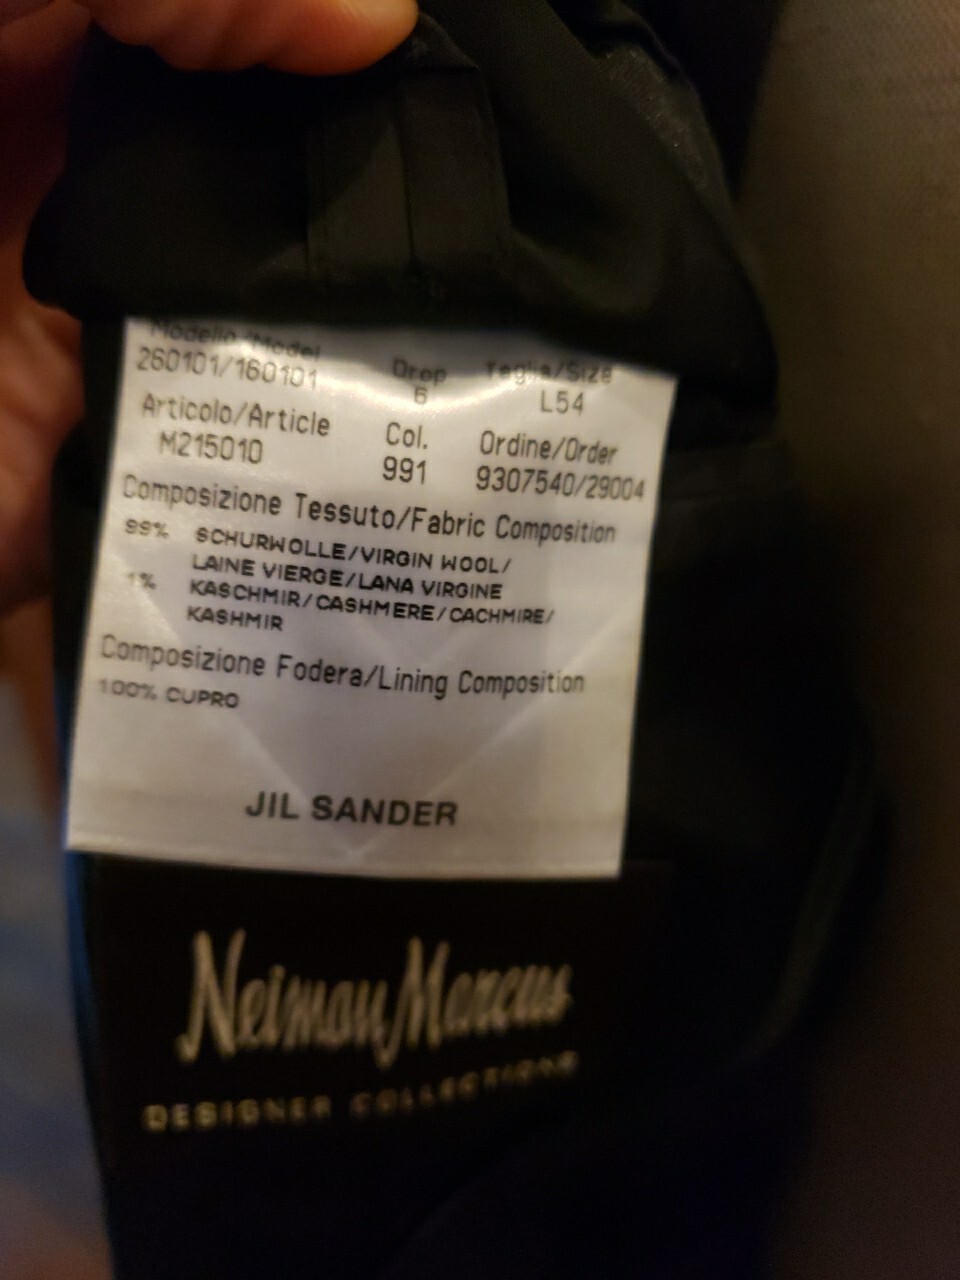 Modello/Model Drop Taglia/Size
260101/160101 6 L54
Articolo/Article Col. Ordine/Order
M215010 991 9307540/29004
Composizione Tessuto/Fabric Composition
99% SCHURWOLLE/VIRGIN WOOL/
LAINE VIERGE/LANA VIRGINE
1% KASCHMIR/CASHMERE/CACHMIRE/
KASHMIR
Composizione Fodera/Lining Composition
100% CUPRO
JIL SANDER
Neiman Marcus
DESIGNER COLLECTIONS